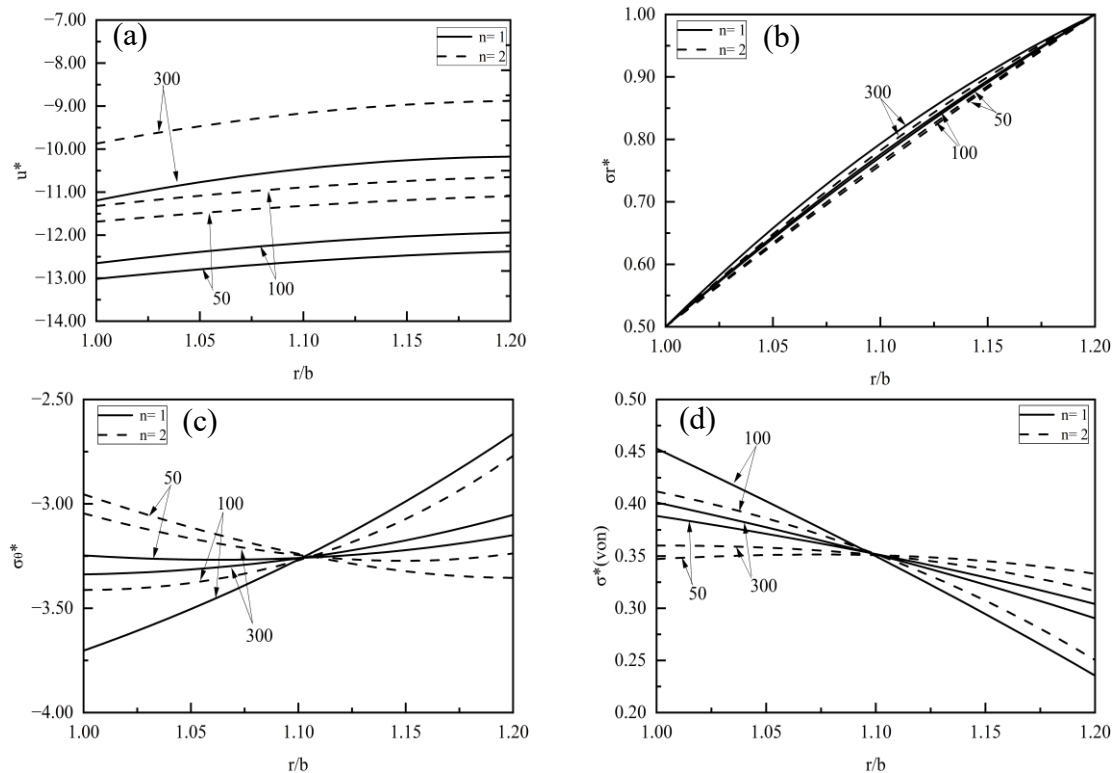 (a)
n= 1
n= 2
−7.00
−8.00
−9.00
−10.00
−11.00
−12.00
−13.00
−14.00
u*
300
50
100
1.00
1.05
1.10
1.15
1.20
r/b
(b)
n= 1
n= 2
1.00
0.90
0.80
0.70
0.60
0.50
σr*
300
50
100
1.00
1.05
1.10
1.15
1.20
r/b
(c)
n= 1
n= 2
−2.50
−3.00
−3.50
−4.00
σθ*
50
100
300
1.00
1.05
1.10
1.15
1.20
r/b
(d)
n= 1
n= 2
0.50
0.45
0.40
0.35
0.30
0.25
0.20
σ*(von)
100
50
300
1.00
1.05
1.10
1.15
1.20
r/b